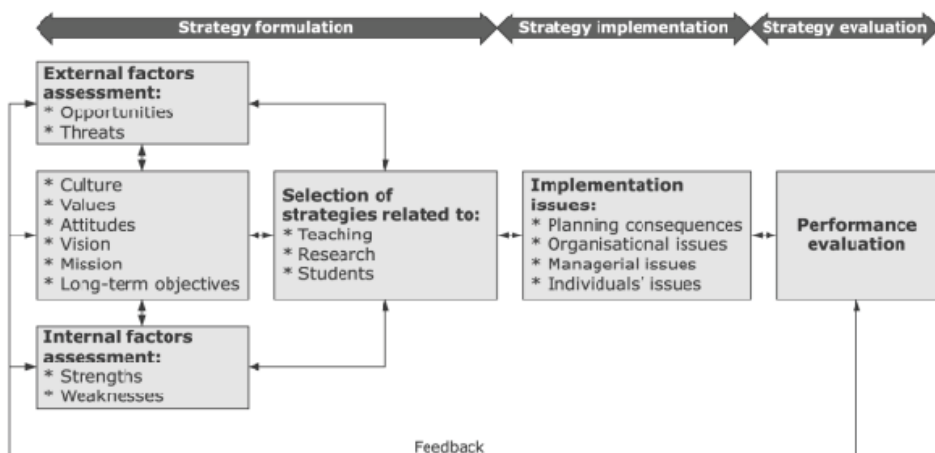 Strategy formulation
Strategy implementation
Strategy evaluation
External factors
assessment:
* Opportunities
* Threats
* Culture
* Values
* Attitudes
* Vision
* Mission
* Long-term objectives
Internal factors
assessment:
* Strengths
* Weaknesses
Selection of
strategies related to:
* Teaching
* Research
* Students
Implementation
issues:
* Planning consequences
* Organisational issues
* Managerial issues
* Individuals' issues
Performance
evaluation
Feedback